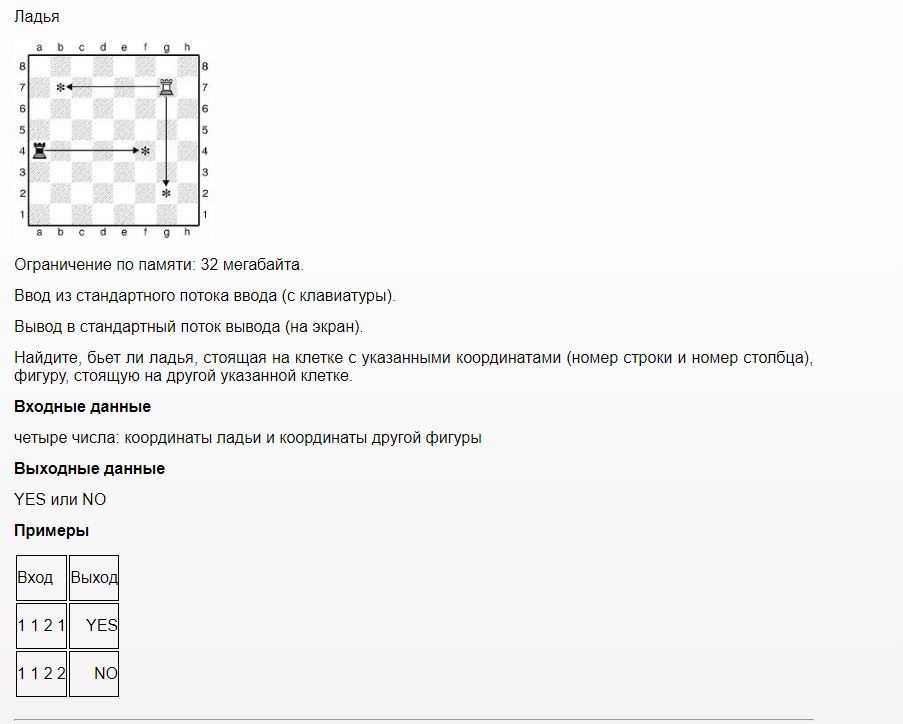 Ладья
a b c d e f g h
8 8
7 * 7
6 6
5 5
4 * 4
3 3
2 * 2
1 1
a b c d e f g h
Ограничение по памяти: 32 мегабайта.
Ввод из стандартного потока ввода (с клавиатуры).
Вывод в стандартный поток вывода (на экран).
Найдите, бьет ли ладья, стоящая на клетке с указанными координатами (номер строки и номер столбца),
фигуру, стоящую на другой указанной клетке.
Входные данные
четыре числа: координаты ладьи и координаты другой фигуры
Выходные данные
YES или NO
Примеры
Вход Выход
1 1 2 1 YES
1 1 2 2 NO